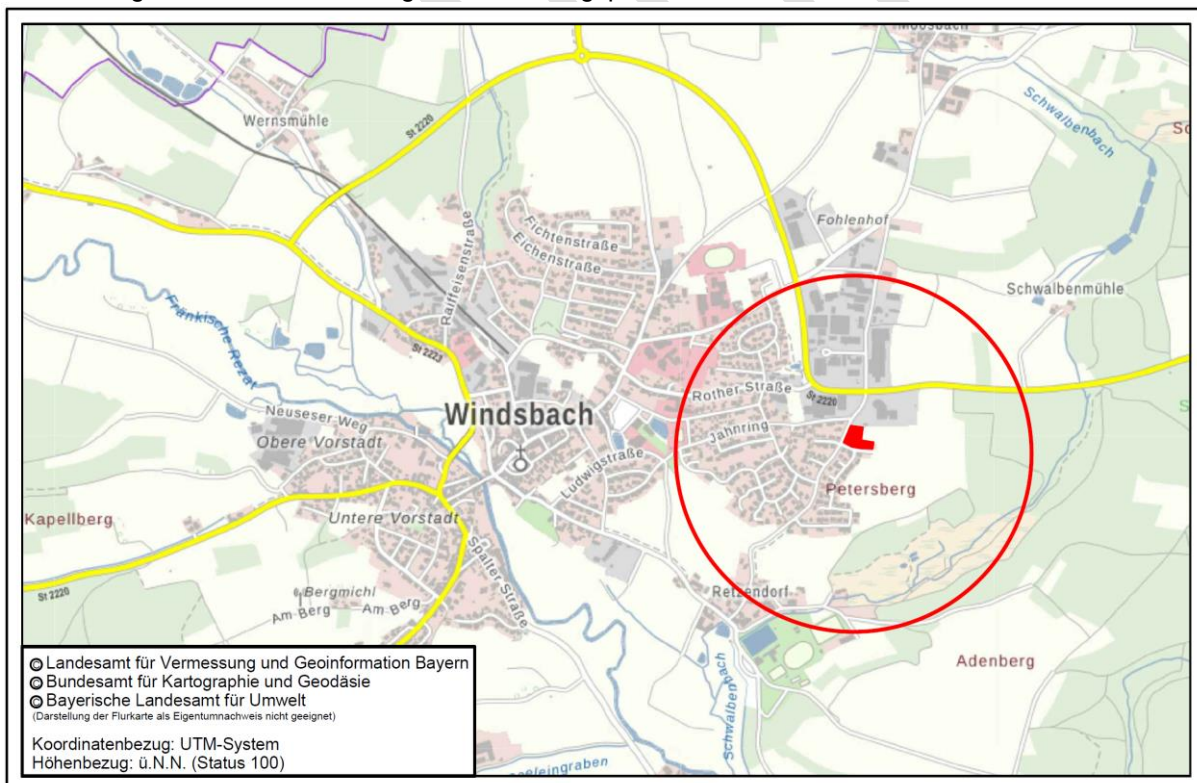 Moosbach
Schwalbenbach
Wernsmühle
St 2220
Fohlenhof
Fichtenstraße
Eichenstraße
Raiffeisenstraße
Schwalbenmühle
Fränkische Rezat
St 2223
Rother Straße
St 2220
Windsbach
Neuseser Weg
Jahnring
Obere Vorstadt
Ludwigstraße
Petersberg
Kapellberg
Untere Vorstadt
Spalter Straße
St 2220
Bergmichl
Am-Berg
Am-Berg
Retzendorf
Adenberg
Schwalbenbach
© Landesamt für Vermessung und Geoinformation Bayern
© Bundesamt für Kartographie und Geodäsie
© Bayerische Landesamt für Umwelt
(Darstellung der Flurkarte als Eigentumnachweis nicht geeignet)
Koordinatenbezug: UTM-System
Höhenbezug: ü.N.N. (Status 100)